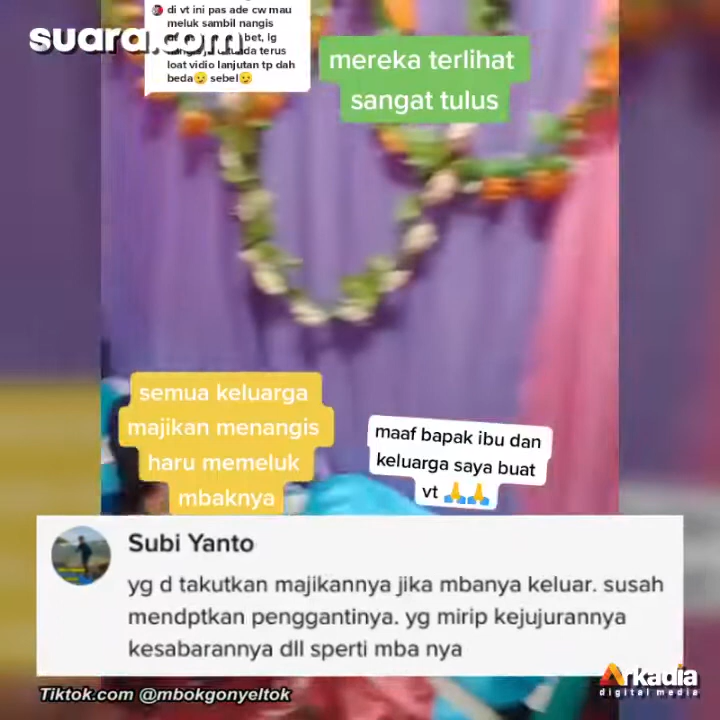 di vt ini pas ade cw mau
meluk sambil nangis
bet, lg
terus
loat vidio lanjutan tp dah
beda😏 sebel😏
suara.com
mereka terlihat
sangat tulus
semua keluarga
majikan menangis
haru memeluk
mbaknya
maaf bapak ibu dan
keluarga saya buat
vt 🙏🙏
Subi Yanto
yg d takutkan majikannya jika mbanya keluar. susah
mendptkan penggantinya. yg mirip kejujurannya
kesabarannya dll sperti mba nya
Arkadia
digital media
Tiktok.com @mbokgonyeltok